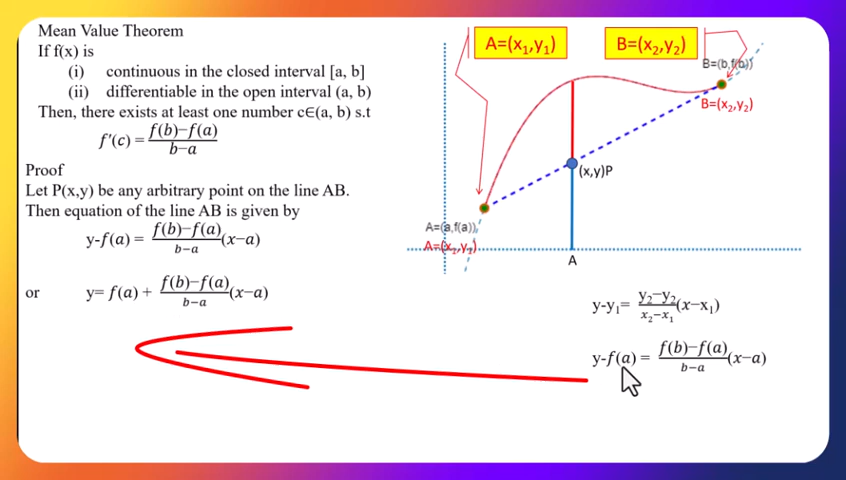 Mean Value Theorem
If f(x) is
(i) continuous in the closed interval [a, b]
(ii) differentiable in the open interval (a, b)
Then, there exists at least one number c∈(a, b) s.t
f'(c) = f(b)−f(a) / b−a
Proof
Let P(x,y) be any arbitrary point on the line AB.
Then equation of the line AB is given by
y-f(a) = f(b)−f(a) / b−a (x−a)
or y= f(a) + f(b)−f(a) / b−a (x−a)
A=(x₁,y₁)
B=(x₂,y₂)
B=(b,f(b))
B=(x₂,y₂)
(x,y)P
A=(a,f(a))
A
y-y₁= y₂−y₂ / x₂−x₁ (x−x₁)
y-f(a) = f(b)−f(a) / b−a (x−a)